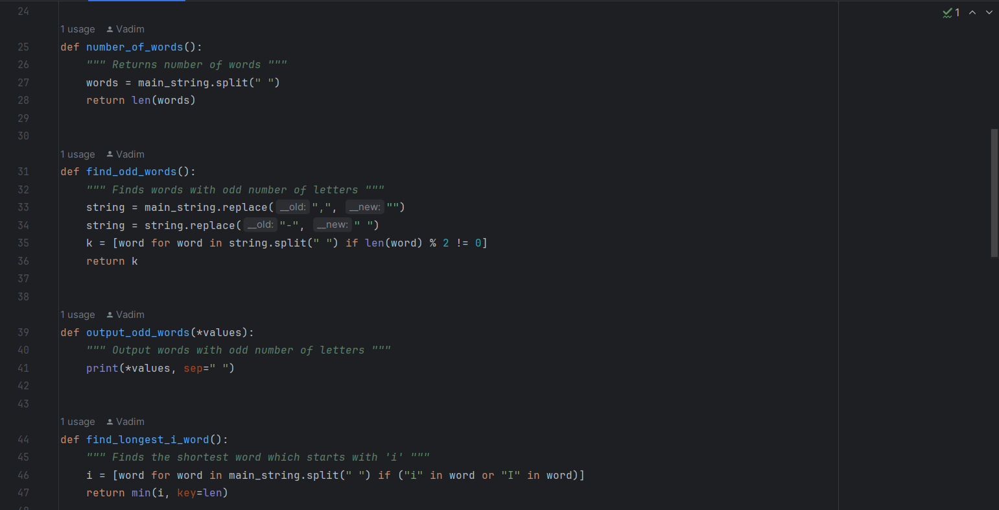 24
1 usage Vadim
25 def number_of_words():
26     """ Returns number of words """
27     words = main_string.split(" ")
28     return len(words)
29
30
1 usage Vadim
31 def find_odd_words():
32     """ Finds words with odd number of letters """
33     string = main_string.replace(__old: ",", __new: "")
34     string = string.replace(__old: "-", __new: " ")
35     k = [word for word in string.split(" ") if len(word) % 2 != 0]
36     return k
37
38
1 usage Vadim
39 def output_odd_words(*values):
40     """ Output words with odd number of letters """
41     print(*values, sep=" ")
42
43
1 usage Vadim
44 def find_longest_i_word():
45     """ Finds the shortest word which starts with 'i' """
46     i = [word for word in main_string.split(" ") if ("i" in word or "I" in word)]
47     return min(i, key=len)
1